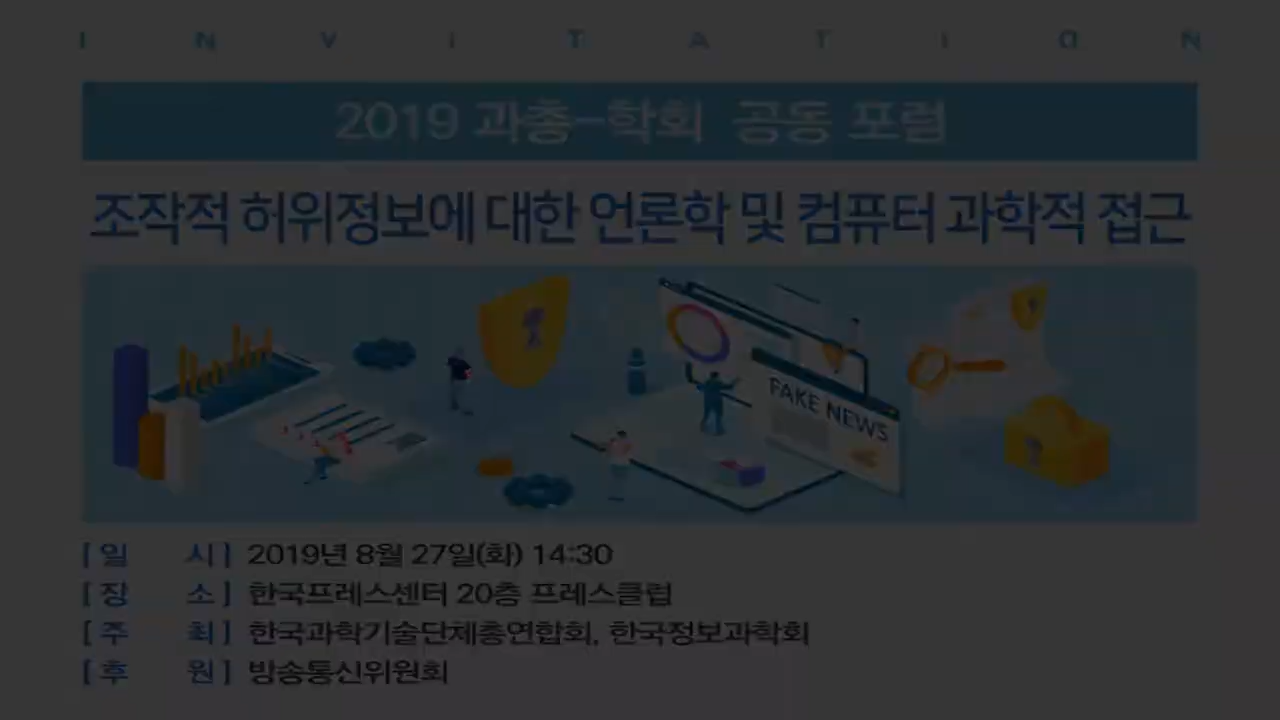 INVITATION
2019 과총-학회 공동 포럼
조작적 허위정보에 대한 언론학 및 컴퓨터 과학적 접근
FAKE NEWS
[일 시] 2019년 8월 27일(화) 14:30
[장 소] 한국프레스센터 20층 프레스클럽
[주 최] 한국과학기술단체총연합회, 한국정보과학회
[후 원] 방송통신위원회